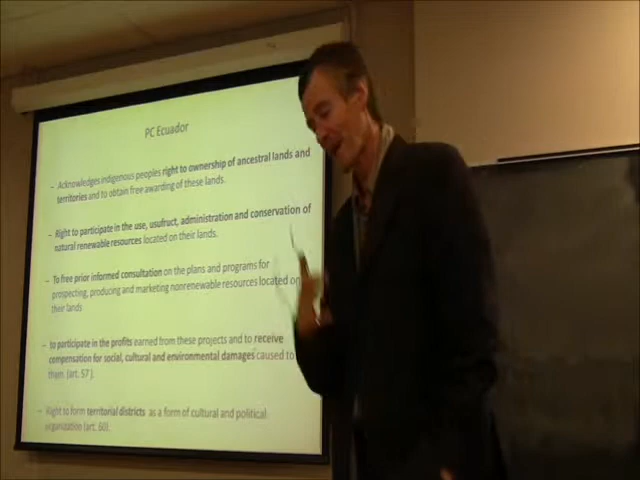 PC Ecuador
– Acknowledges indigenous peoples right to ownership of ancestral lands and
territories and to obtain free awarding of these lands.
– Right to participate in the use, usufruct, administration and conservation of
natural renewable resources located on their lands.
– To free prior informed consultation on the plans and programs for
prospecting, producing and marketing nonrenewable resources located on
their lands
– to participate in the profits earned from these projects and to receive
compensation for social, cultural and environmental damages caused to
them. (art. 57).
– Right to form territorial districts as a form of cultural and political
organization (art. 60).